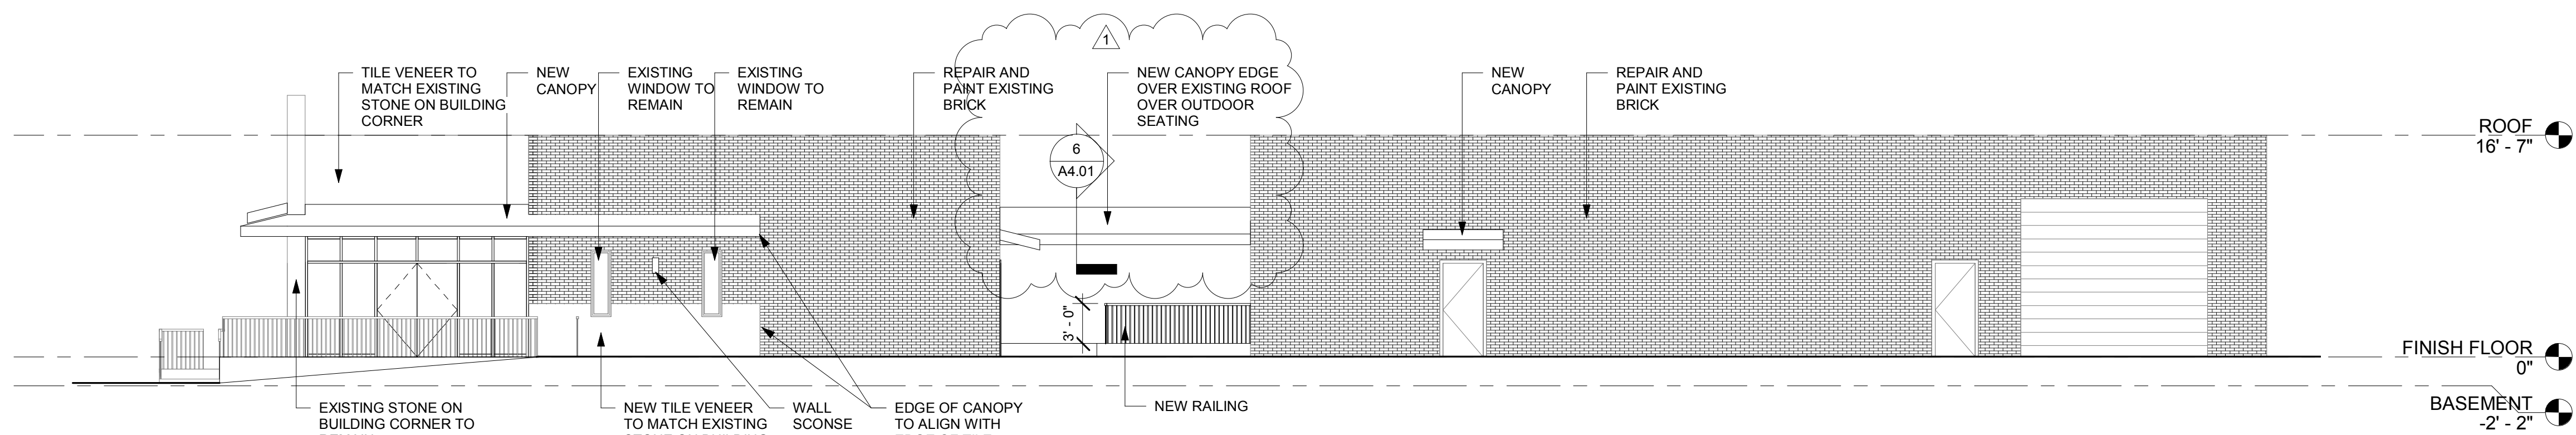 1
TILE VENEER TO
MATCH EXISTING
STONE ON BUILDING
CORNER
NEW
CANOPY
EXISTING
WINDOW TO
REMAIN
EXISTING
WINDOW TO
REMAIN
REPAIR AND
PAINT EXISTING
BRICK
NEW CANOPY EDGE
OVER EXISTING ROOF
OVER OUTDOOR
SEATING
NEW
CANOPY
REPAIR AND
PAINT EXISTING
BRICK
ROOF
16' - 7"
6
A4.01
3' - 0"
FINISH FLOOR
0"
BASEMENT
-2' - 2"
EXISTING STONE ON
BUILDING CORNER TO
NEW TILE VENEER
TO MATCH EXISTING
WALL
SCONSE
EDGE OF CANOPY
TO ALIGN WITH
NEW RAILING